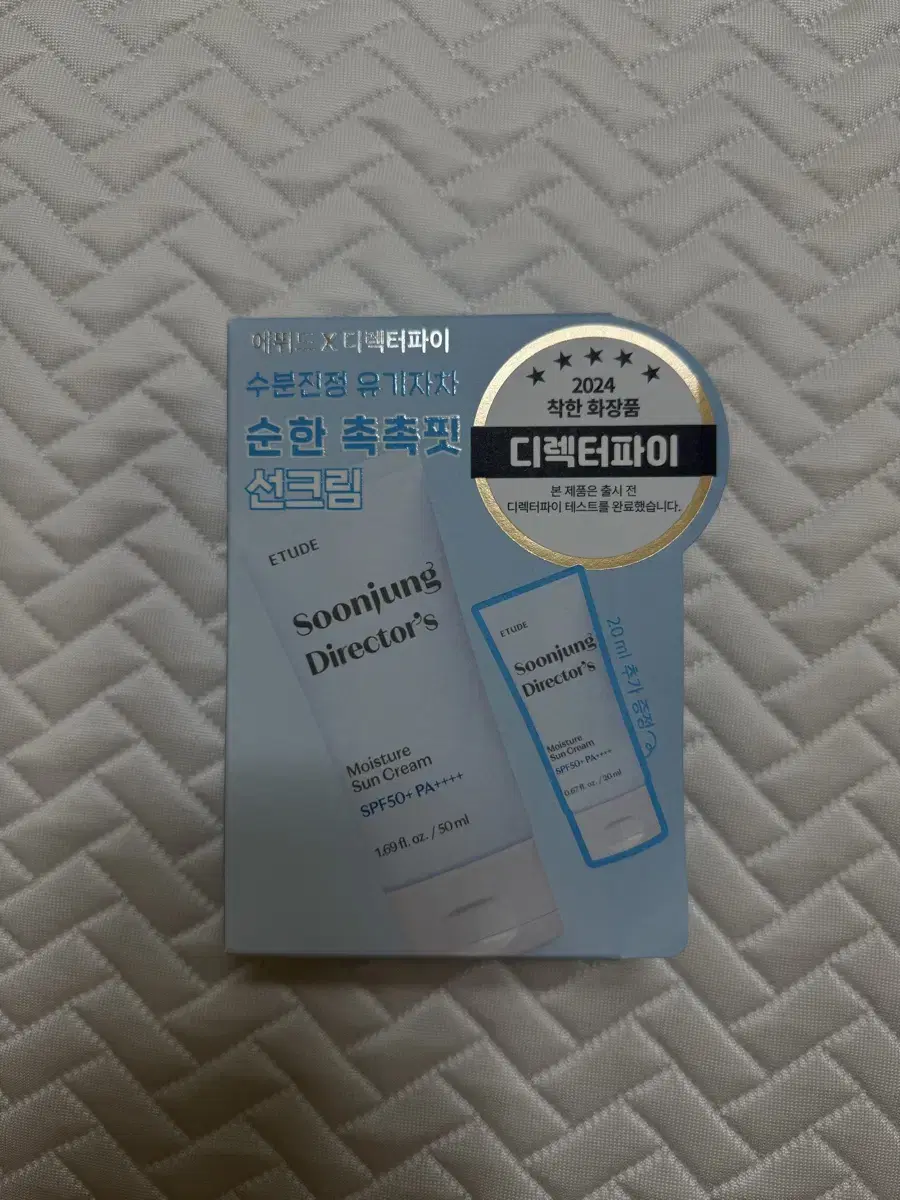 에뛰드 X 디렉터파이
수분진정 유기자차
순한 촉촉핏
선크림
★★★★★
2024
착한 화장품
디렉터파이
본 제품은 출시 전
디렉터파이 테스트를 완료했습니다.
ETUDE
Soonjung
Director's
Moisture
Sun Cream
SPF50+ PA++++
1.69 fl. oz. / 50 ml
ETUDE
Soonjung
Director's
Moisture
Sun Cream
SPF50+ PA++++
0.67 fl. oz. / 20 ml
20ml 추가 증정